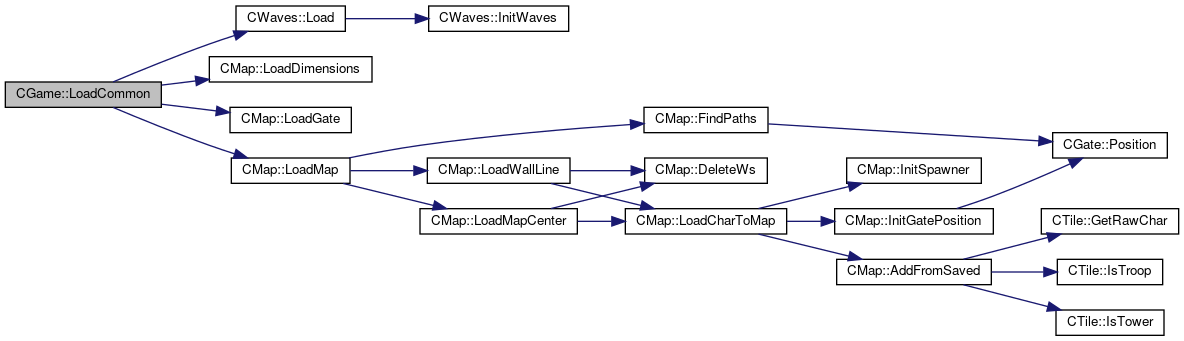 CWaves::Load
CWaves::InitWaves
CMap::LoadDimensions
CGame::LoadCommon
CMap::LoadGate
CMap::FindPaths
CGate::Position
CMap::LoadMap
CMap::LoadWallLine
CMap::DeleteWs
CMap::InitSpawner
CMap::LoadMapCenter
CMap::LoadCharToMap
CMap::InitGatePosition
CTile::GetRawChar
CMap::AddFromSaved
CTile::IsTroop
CTile::IsTower